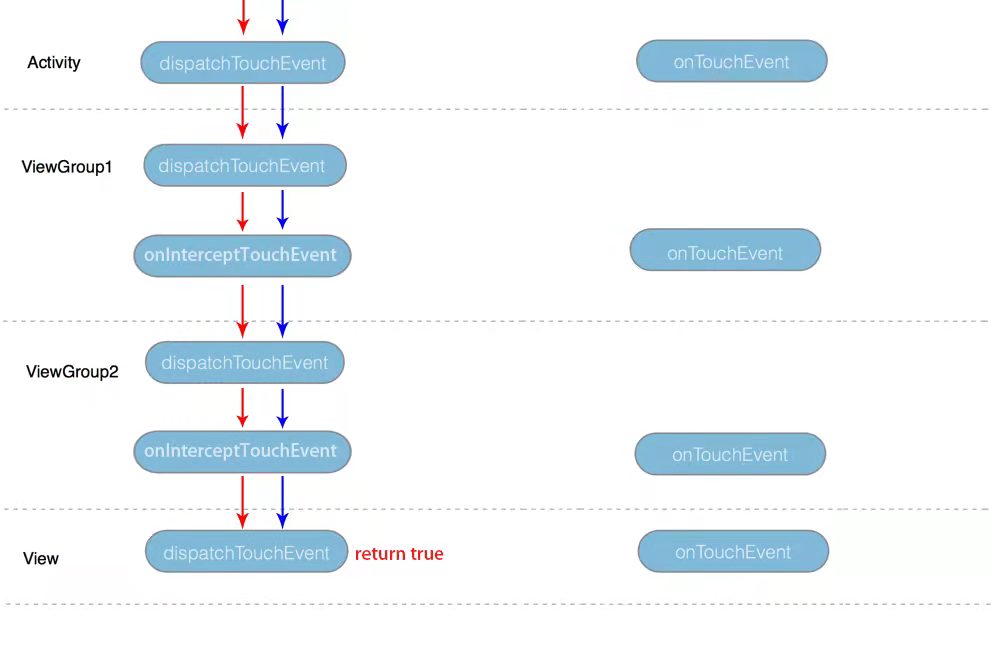 Activity
dispatchTouchEvent
onTouchEvent
ViewGroup1
dispatchTouchEvent
onInterceptTouchEvent
onTouchEvent
ViewGroup2
dispatchTouchEvent
onInterceptTouchEvent
onTouchEvent
View
dispatchTouchEvent
return true
onTouchEvent